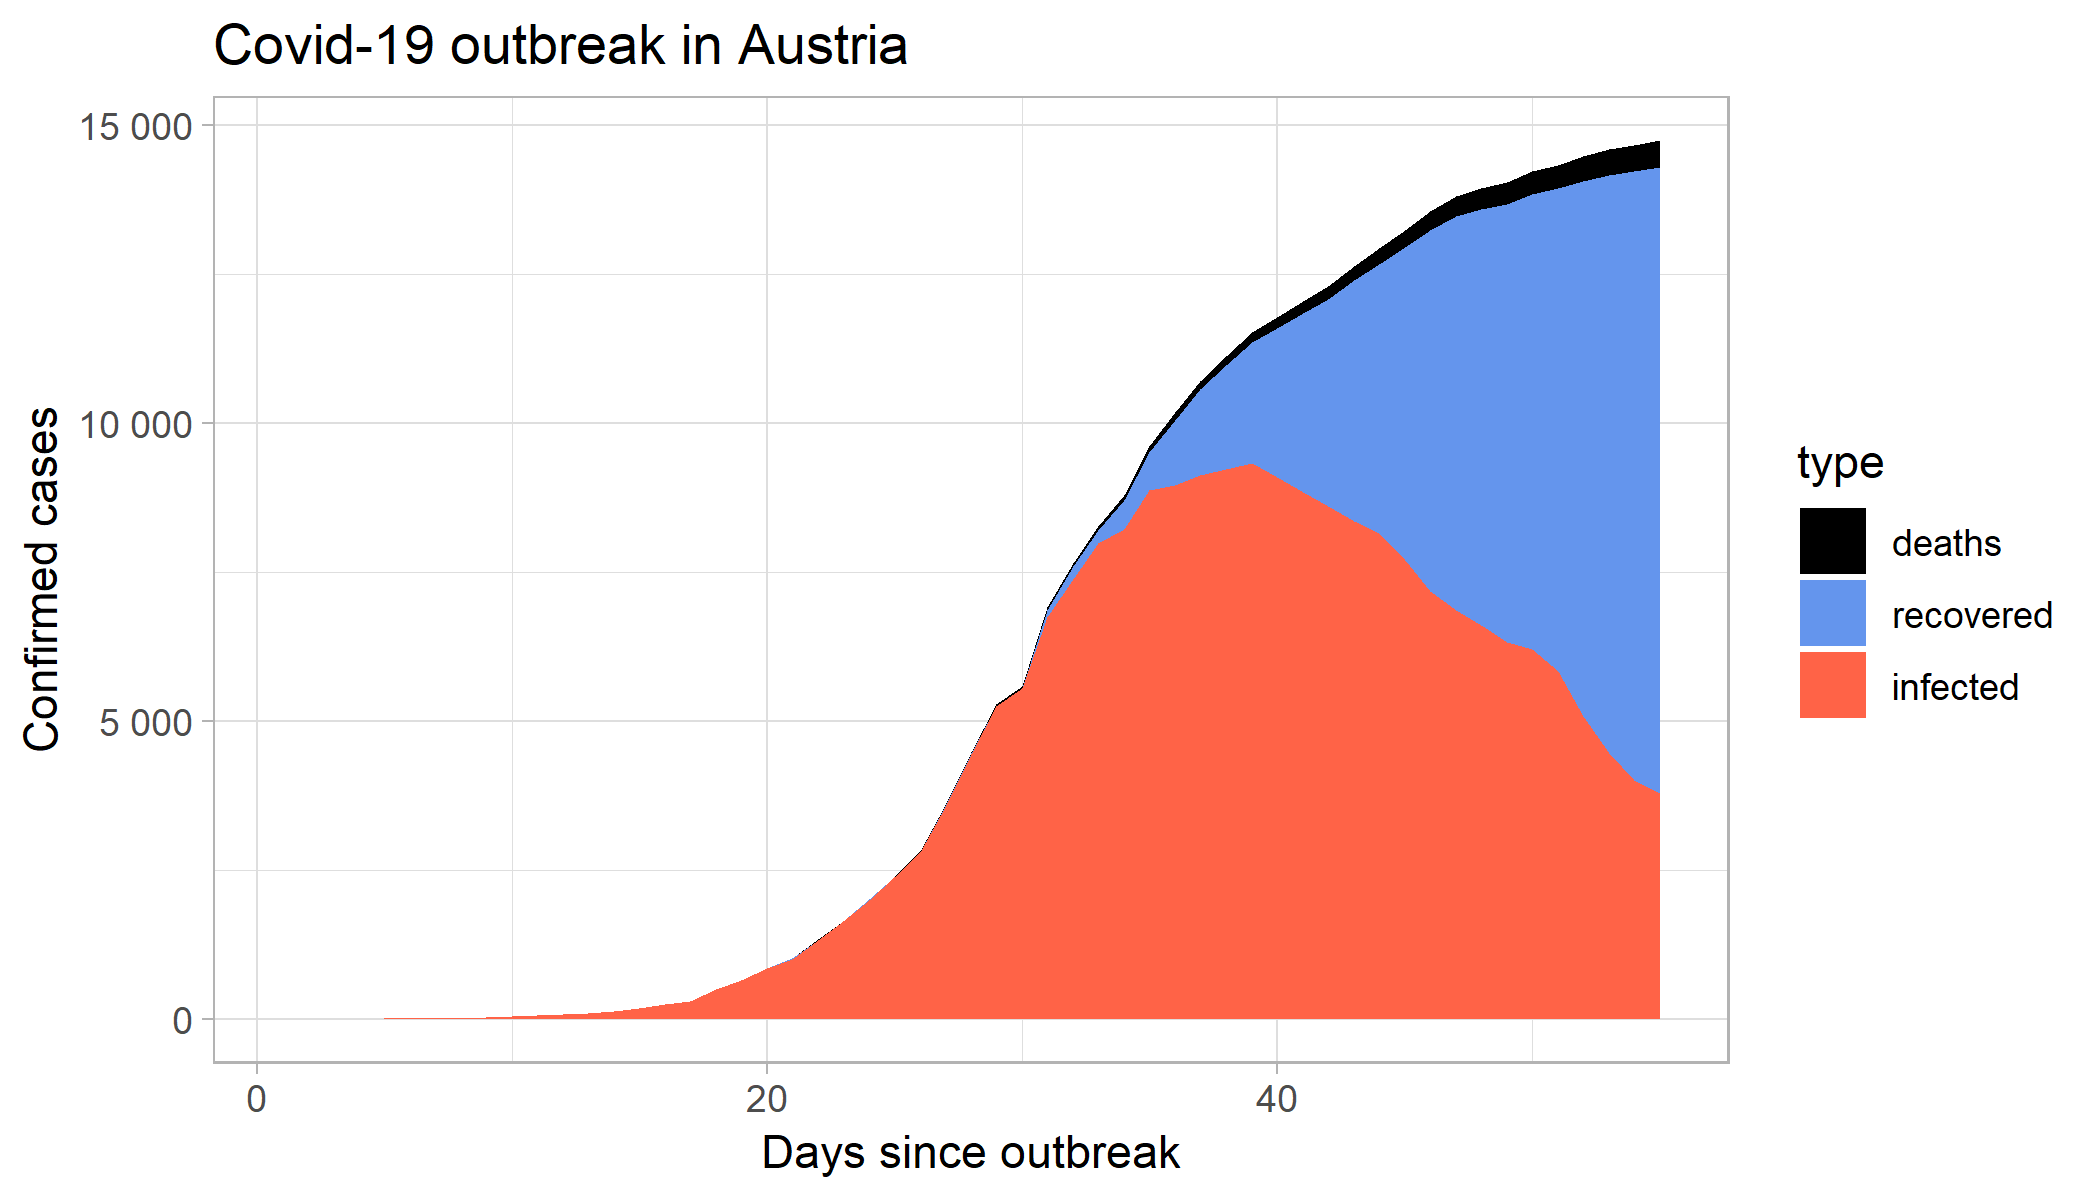 Covid-19 outbreak in Austria
15 000
10 000
5 000
0
Confirmed cases
0 20 40
Days since outbreak
type
deaths
recovered
infected